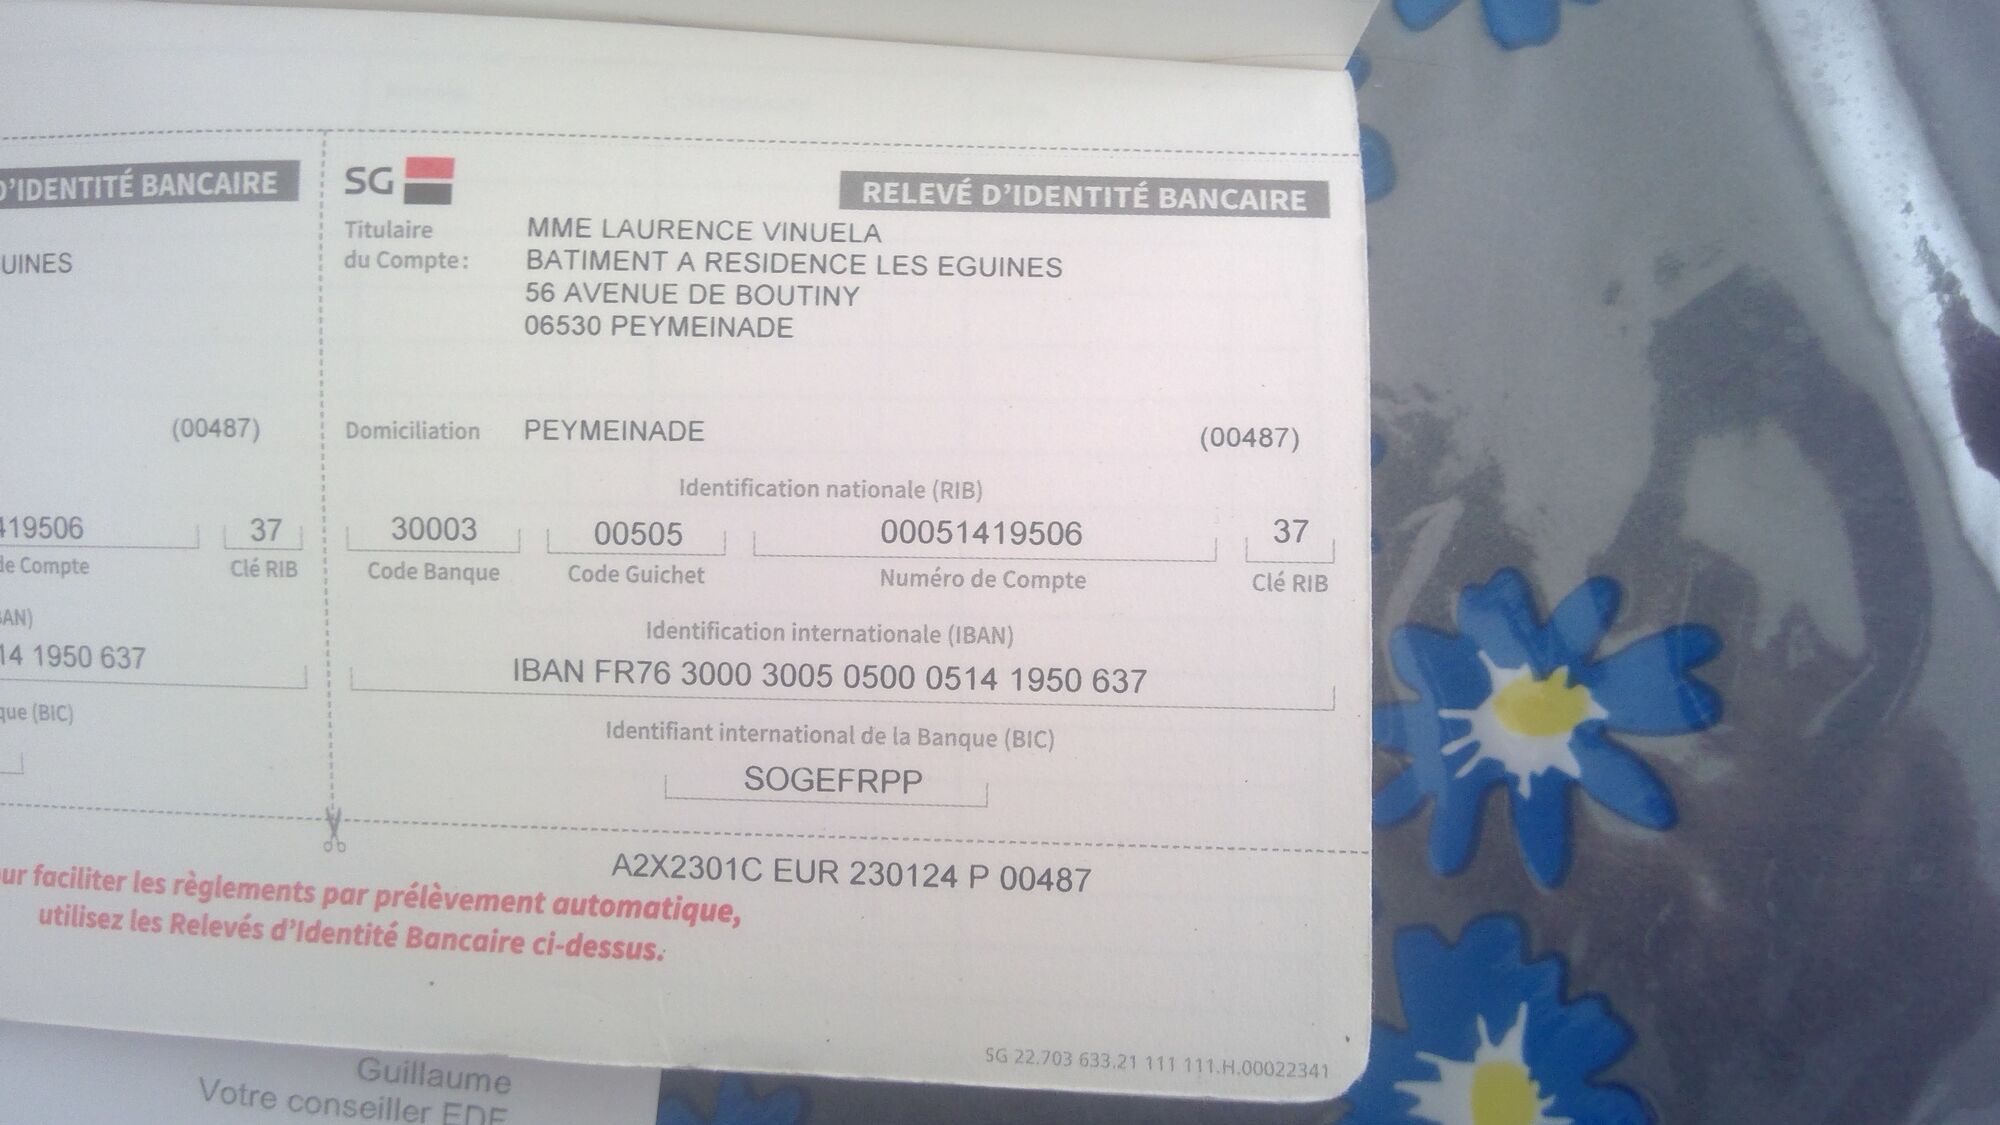 D'IDENTITÉ BANCAIRE
UINES
(00487)
419506
37
de Compte
Clé RIB
14 1950 637
que (BIC)
SG
RELEVÉ D'IDENTITÉ BANCAIRE
Titulaire
du Compte:
MME LAURENCE VINUELA
BATIMENT A RESIDENCE LES EGUINES
56 AVENUE DE BOUTINY
06530 PEYMEINADE
Domiciliation PEYMEINADE (00487)
Identification nationale (RIB)
30003 00505 00051419506 37
Code Banque Code Guichet Numéro de Compte Clé RIB
Identification internationale (IBAN)
IBAN FR76 3000 3005 0500 0514 1950 637
Identifiant international de la Banque (BIC)
SOGEFRPP
A2X2301C EUR 230124 P 00487
ur faciliter les règlements par prélèvement automatique,
utilisez les Relevés d'Identité Bancaire ci-dessus.
SG 22.703 633.21 111 111.H.00022341
Guillaume
Votre conseiller EDF